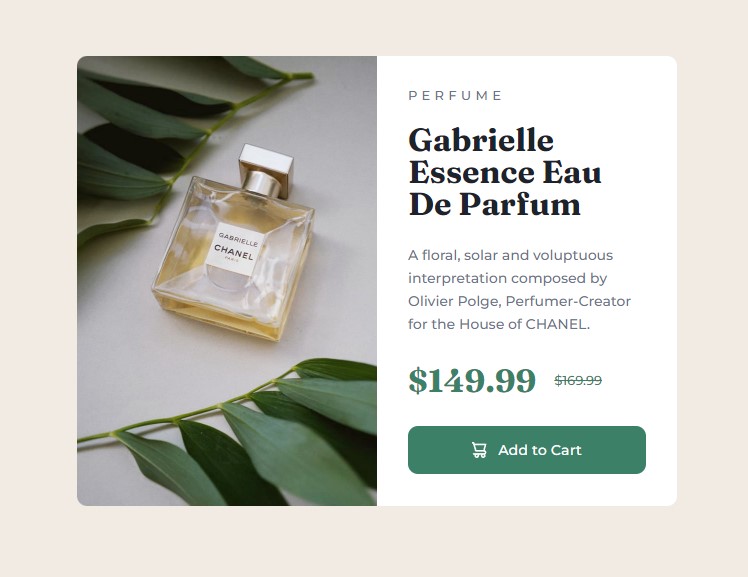 GABRIELLE
CHANEL
PARIS
PERFUME
Gabrielle
Essence Eau
De Parfum
A floral, solar and voluptuous
interpretation composed by
Olivier Polge, Perfumer-Creator
for the House of CHANEL.
$149.99 $169.99
Add to Cart